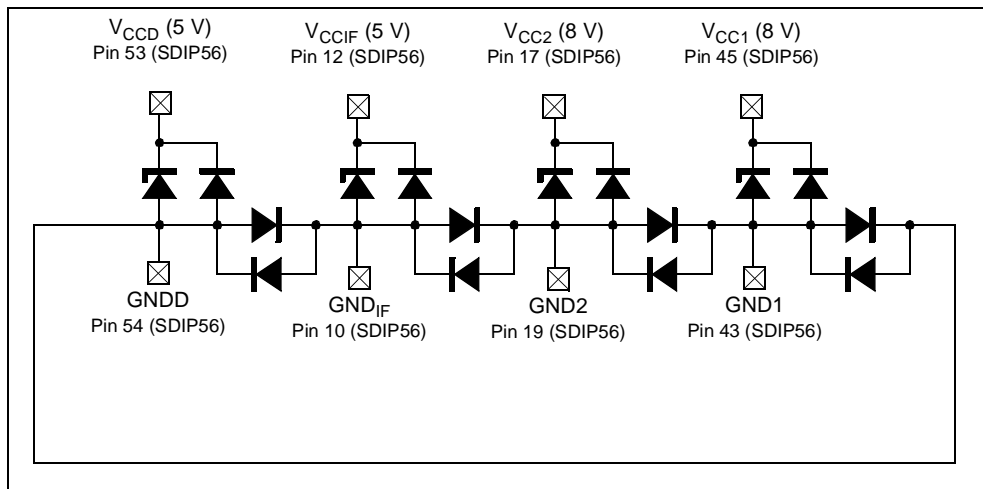 VCCD (5 V)
Pin 53 (SDIP56)
VCCIF (5 V)
Pin 12 (SDIP56)
VCC2 (8 V)
Pin 17 (SDIP56)
VCC1 (8 V)
Pin 45 (SDIP56)
GNDD
Pin 54 (SDIP56)
GNDIF
Pin 10 (SDIP56)
GND2
Pin 19 (SDIP56)
GND1
Pin 43 (SDIP56)